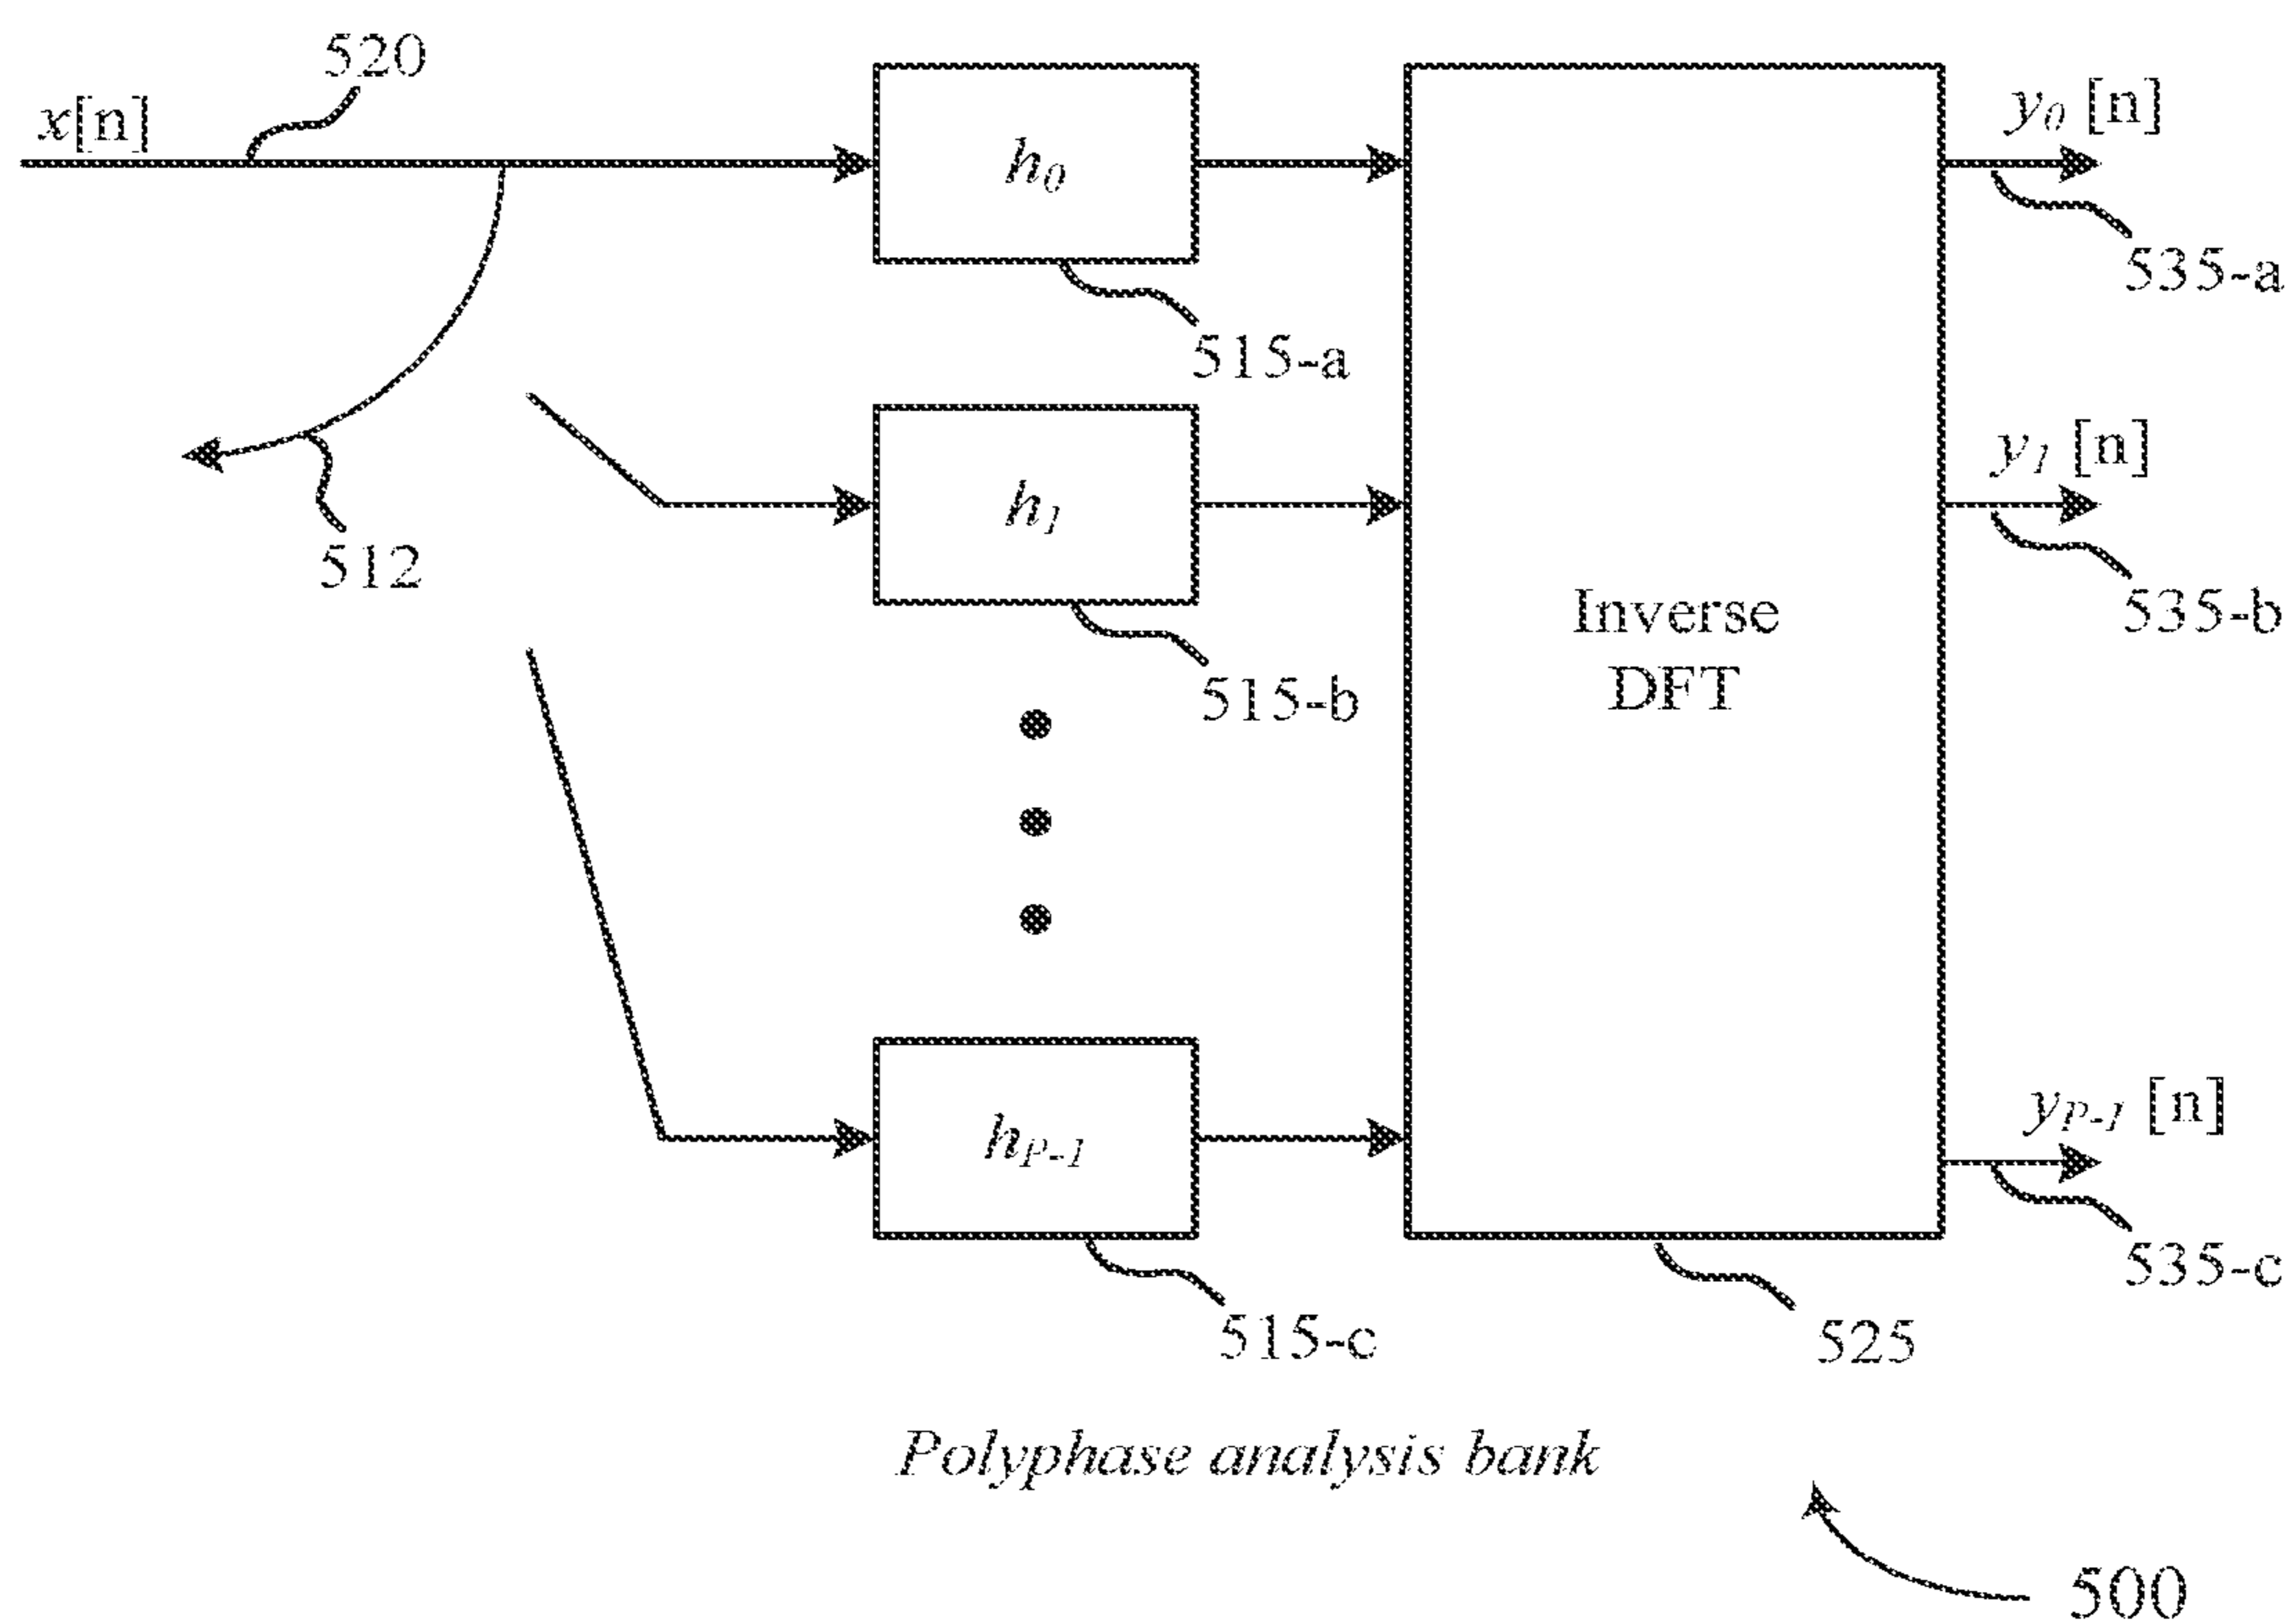 520
x[n]
h0
y0 [n]
535-a
515-a
h1
y1 [n]
512
535-b
515-b
Inverse
DFT
hP-1
yP-1 [n]
535-c
515-c
525
Polyphase analysis bank
500